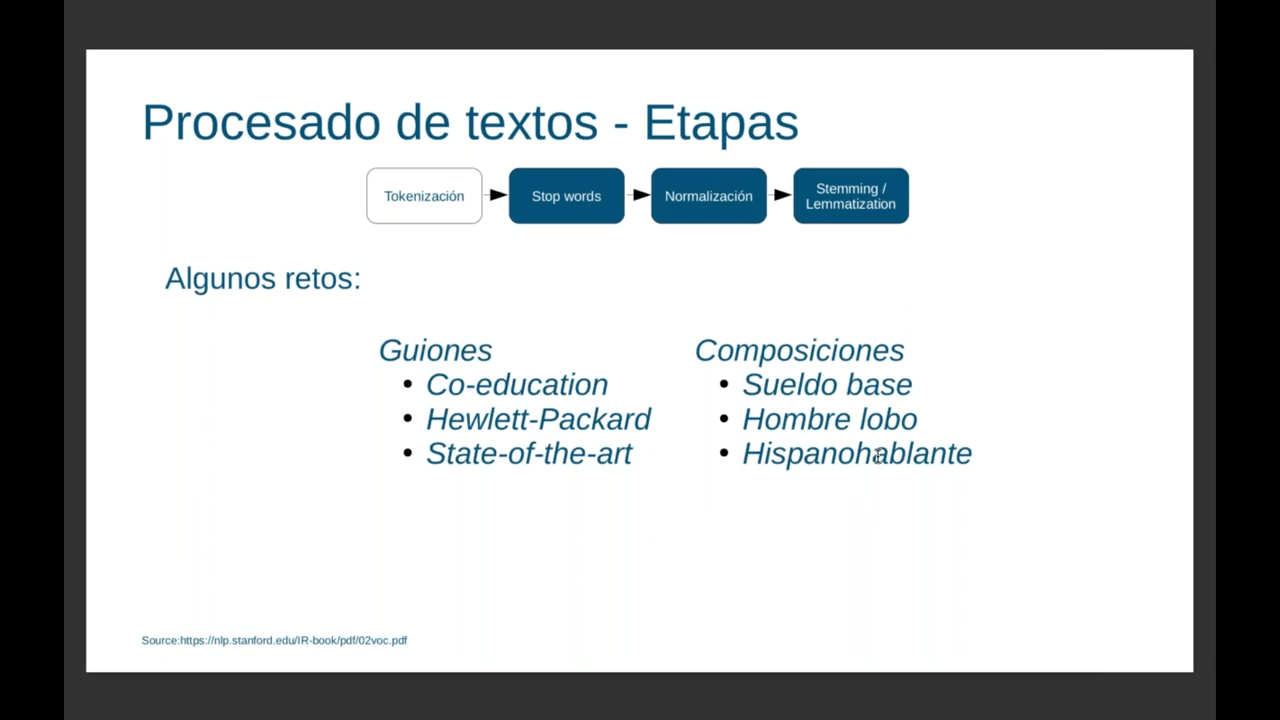 Procesado de textos - Etapas
Tokenización
Stop words
Normalización
Stemming /
Lemmatization
Algunos retos:
Guiones
• Co-education
• Hewlett-Packard
• State-of-the-art
Composiciones
• Sueldo base
• Hombre lobo
• Hispanohablante
Source:https://nlp.stanford.edu/IR-book/pdf/02voc.pdf